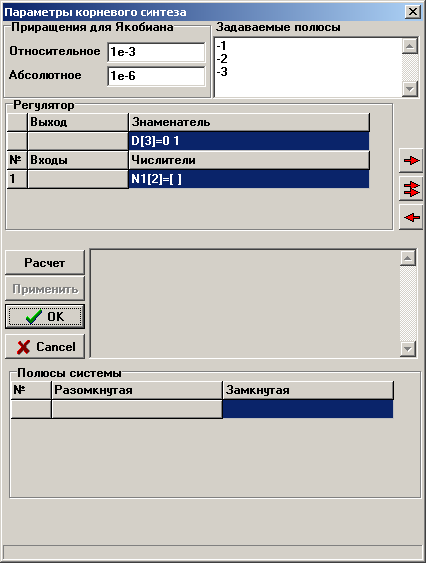 Параметры корневого синтеза
Приращения для Якобиана
Задаваемые полюсы
Относительное 1e-3
Абсолютное 1e-6
-1
-2
-3
Регулятор
Выход Знаменатель
D[3]=0 1
№ Входы Числители
1 N1[2]=[ ]
Расчет
Применить
OK
Cancel
Полюсы системы
№ Разомкнутая Замкнутая